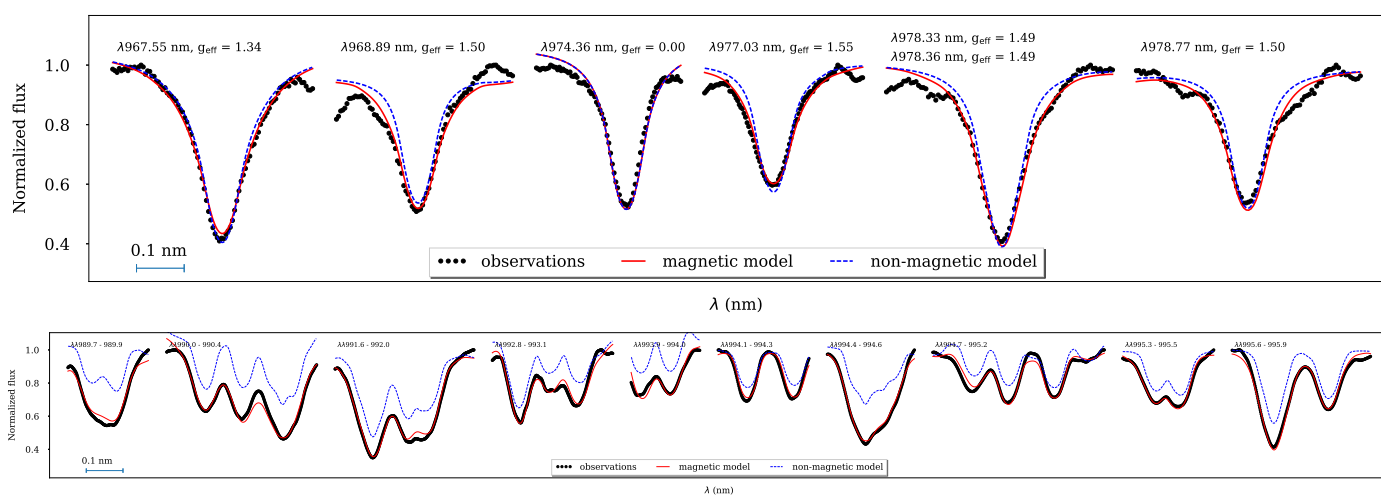 λ967.55 nm, g_eff = 1.34
λ968.89 nm, g_eff = 1.50
λ974.36 nm, g_eff = 0.00
λ977.03 nm, g_eff = 1.55
λ978.33 nm, g_eff = 1.49
λ978.36 nm, g_eff = 1.49
λ978.77 nm, g_eff = 1.50
1.0
0.8
0.6
0.4
Normalized flux
0.1 nm
observations
magnetic model
non-magnetic model
λ (nm)
λλ989.7 - 989.9
λλ990.0 - 990.4
λλ991.6 - 992.0
λλ992.8 - 993.1
λλ993.9 - 994.0
λλ994.1 - 994.3
λλ994.4 - 994.6
λλ994.7 - 995.2
λλ995.3 - 995.5
λλ995.6 - 995.9
1.0
0.8
0.6
0.4
Normalized flux
0.1 nm
observations
magnetic model
non-magnetic model
λ (nm)